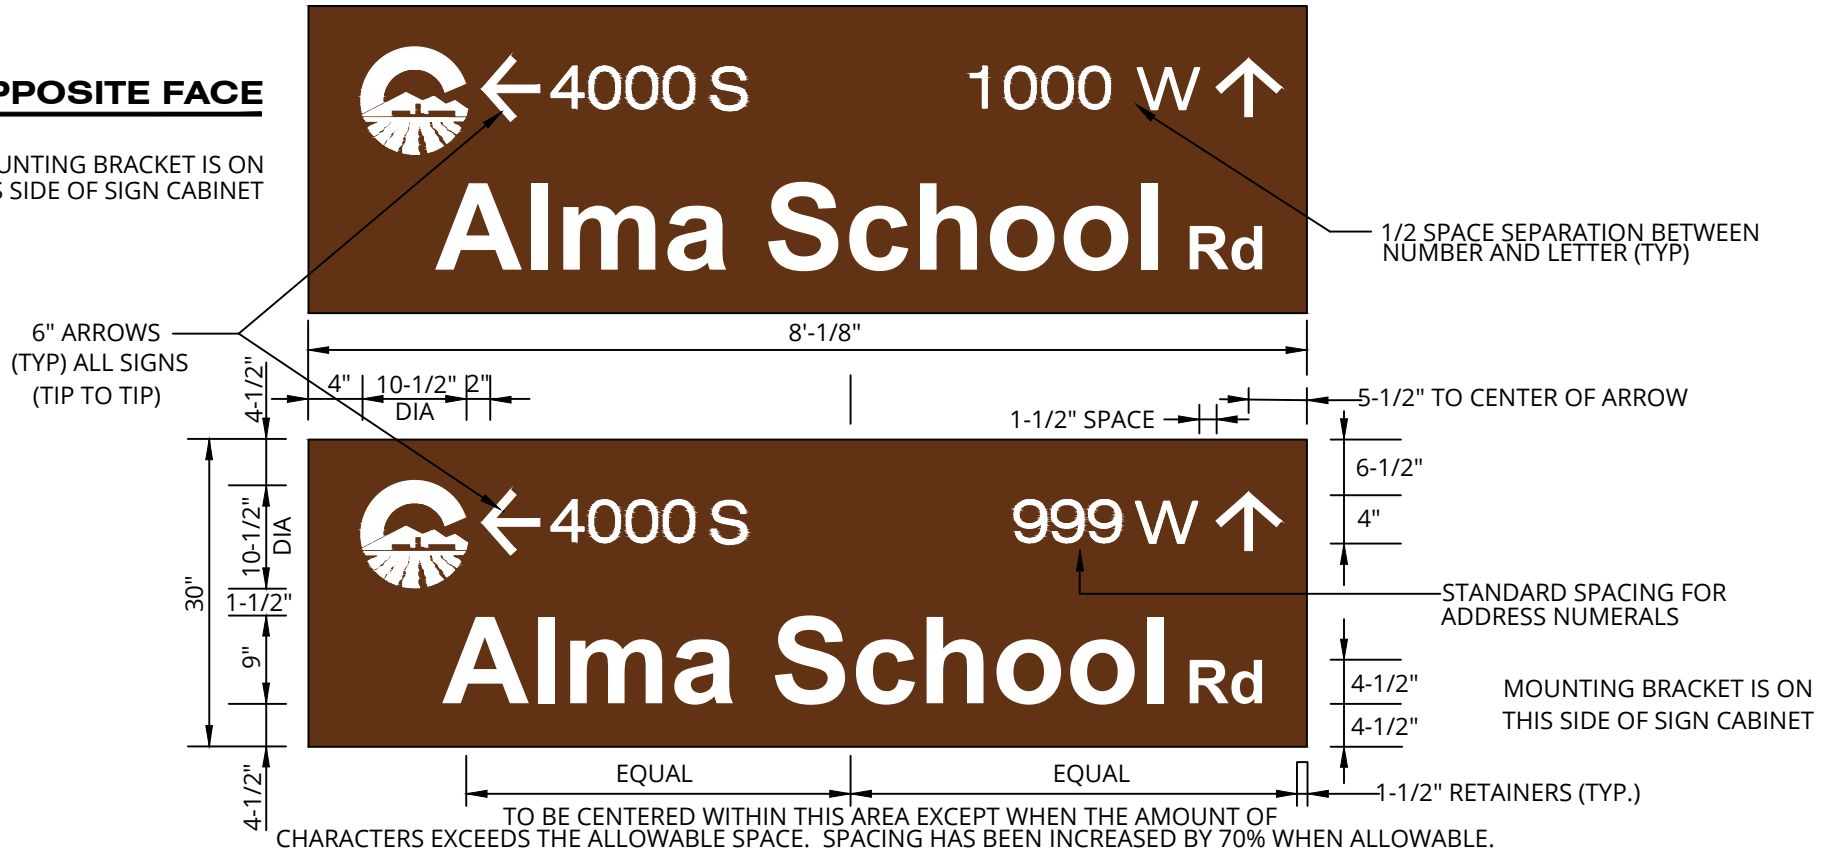 OPPOSITE FACE
MOUNTING BRACKET IS ON
THIS SIDE OF SIGN CABINET
4000 S
1000 W
Alma School Rd
1/2 SPACE SEPARATION BETWEEN
NUMBER AND LETTER (TYP)
6" ARROWS
(TYP) ALL SIGNS
(TIP TO TIP)
8'-1/8"
4"
10-1/2"
DIA
2"
1-1/2" SPACE
5-1/2" TO CENTER OF ARROW
4-1/2"
10-1/2"
DIA
1-1/2"
9"
4-1/2"
30"
4000 S
999 W
Alma School Rd
6-1/2"
4"
STANDARD SPACING FOR
ADDRESS NUMERALS
4-1/2"
4-1/2"
MOUNTING BRACKET IS ON
THIS SIDE OF SIGN CABINET
EQUAL
EQUAL
1-1/2" RETAINERS (TYP.)
TO BE CENTERED WITHIN THIS AREA EXCEPT WHEN THE AMOUNT OF
CHARACTERS EXCEEDS THE ALLOWABLE SPACE. SPACING HAS BEEN INCREASED BY 70% WHEN ALLOWABLE.